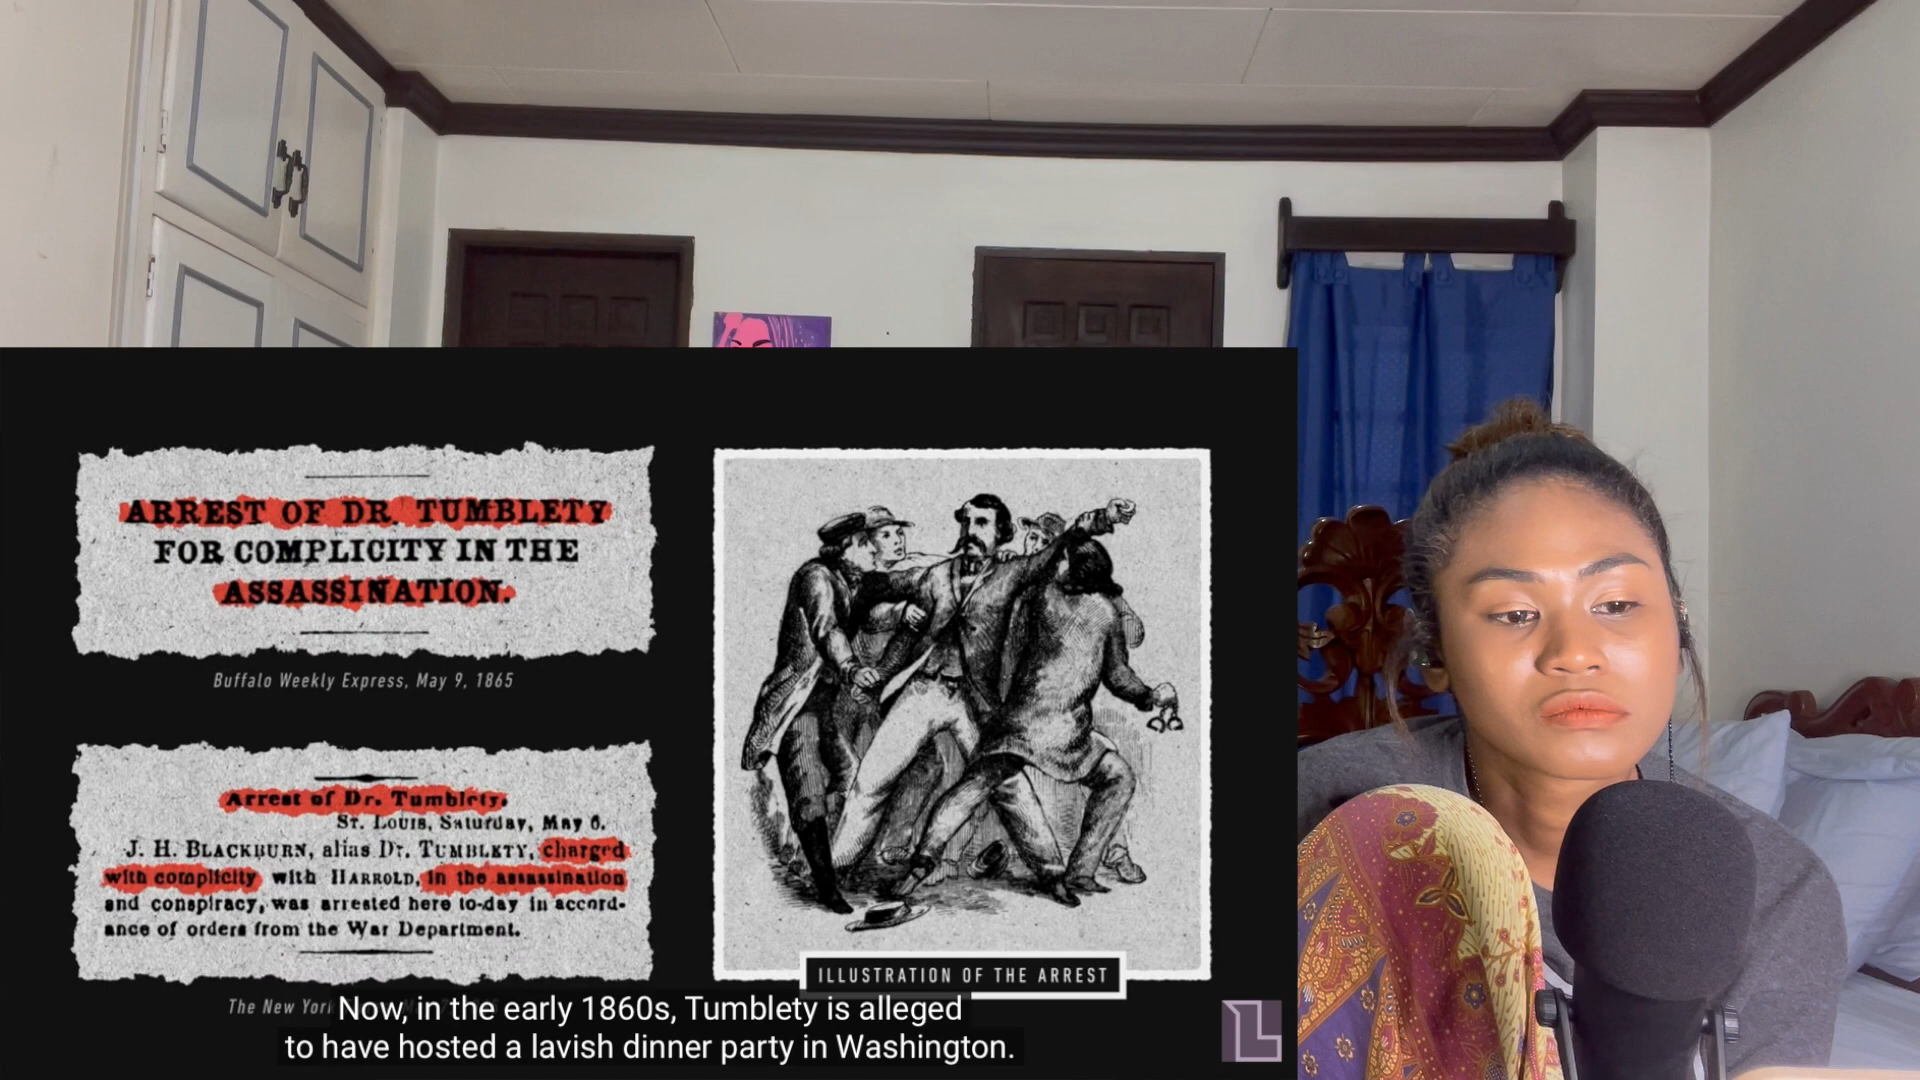 ARREST OF DR. TUMBLETY
FOR COMPLICITY IN THE
ASSASSINATION.
Buffalo Weekly Express, May 9, 1865
Arrest of Dr. Tumblety.
ST. LOUIS, Saturday, May 6.
J. H. BLACKBURN, alias Dr. TUMBLETY, charged
with complicity with HARROLD, in the assassination
and conspiracy, was arrested here to-day in accord-
ance of orders from the War Department.
The New York
ILLUSTRATION OF THE ARREST
Now, in the early 1860s, Tumblety is alleged
to have hosted a lavish dinner party in Washington.